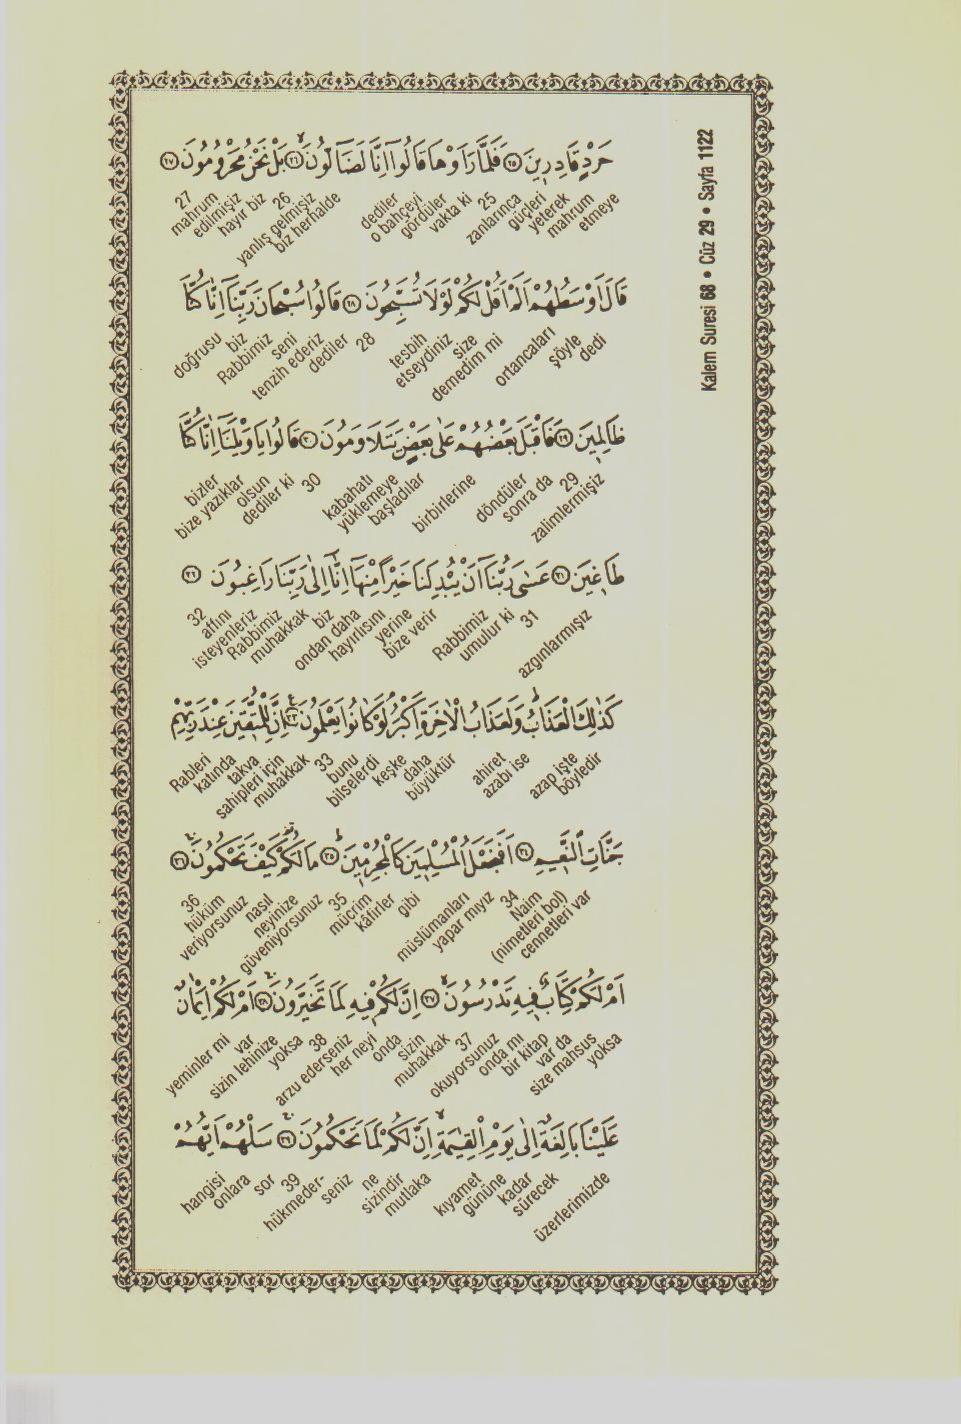 Kalem Suresi 68 • Cüz 29 • Sayfa 1122
حَرْدٍ قَادِرٖينَ ﴿٢٥﴾ فَلَمَّا رَاَوْهَا قَالُٓوا اِنَّا لَضَٓالُّونَۙ ﴿٢٦﴾ بَلْ نَحْنُ مَحْرُومُونَ ﴿٢٧﴾
etmeye mahrum yeterek güçleri zanlarınca 25 vakta ki gördüler o bahçeyi dediler biz herhalde yanlış gelmişiz 26 hayır biz edilmişiz mahrum 27
قَالَ اَوْسَطُهُمْ اَلَمْ اَقُلْ لَكُمْ لَوْلَا تُسَبِّحُونَ ﴿٢٨﴾ قَالُوا سُبْحَانَ رَبِّنَٓا اِنَّا كُنَّا
dedi şöyle ortancaları demedim mi size etseydiniz tesbih 28 dediler tenzih ederiz seni Rabbimiz biz doğrusu
ظَالِمٖينَ ﴿٢٩﴾ فَاَقْبَلَ بَعْضُهُمْ عَلٰى بَعْضٍ يَتَلَاوَمُونَ ﴿٣٠﴾ قَالُوا يَا وَيْلَنَٓا اِنَّا كُنَّا
zalimlermişiz 29 sonra da döndüler birbirlerine başladılar yüklemeye kabahatı 30 dediler ki olsun bize yazıklar bizler
طَاغٖينَ ﴿٣١﴾ عَسٰى رَبُّنَٓا اَنْ يُبْدِلَنَا خَيْرًا مِنْهَٓا اِنَّٓا اِلٰى رَبِّنَا رَاغِبُونَ ﴿٣٢﴾
azgınlarmışız 31 umulur ki Rabbimiz bize verir yerine hayırlısını ondan daha biz muhakkak Rabbimiz isteyenleriz affını 32
كَذٰلِكَ الْعَذَابُۜ وَلَعَذَابُ الْاٰخِرَةِ اَكْبَرُۢ لَوْ كَانُوا يَعْلَمُونَ ﴿٣٣﴾ اِنَّ لِلْمُتَّقٖينَ عِنْدَ رَبِّهِمْ
böyledir azap işte azabı ise ahiret büyüktür daha keşke bilselerdi bunu 33 muhakkak sahipleri için takva katında Rableri
جَنَّاتِ النَّعٖيمِ ﴿٣٤﴾ اَفَنَجْعَلُ الْمُسْلِمٖينَ كَالْمُجْرِمٖينَۜ ﴿٣٥﴾ مَا لَكُمْ۠ كَيْفَ تَحْكُمُونَۚ ﴿٣٦﴾
cennetleri var (nimetleri bol) Naim 34 yapar mıyız müslümanları gibi kâfirler mücrim 35 güveniyorsunuz neyinize nasıl veriyorsunuz hüküm 36
اَمْ لَكُمْ كِتَابٌ فٖيهِ تَدْرُسُونَۙ ﴿٣٧﴾ اِنَّ لَكُمْ فٖيهِ لَمَا تَخَيَّرُونَۚ ﴿٣٨﴾ اَمْ لَكُمْ اَيْمَانٌ
yoksa size mahsus var da bir kitap onda mı okuyorsunuz 37 muhakkak sizin onda her neyi arzu ederseniz 38 yoksa sizin lehinize var yeminler mi
عَلَيْنَا بَالِغَةٌ اِلٰى يَوْمِ الْقِيٰمَةِۙ اِنَّ لَكُمْ لَمَا تَحْكُمُونَۚ ﴿٣٩﴾ سَلْهُمْ اَيُّهُمْ
üzerlerimizde sürecek kadar gününe kıyamet mutlaka sizindir ne seniz hükmeder- 39 sor onlara hangisi